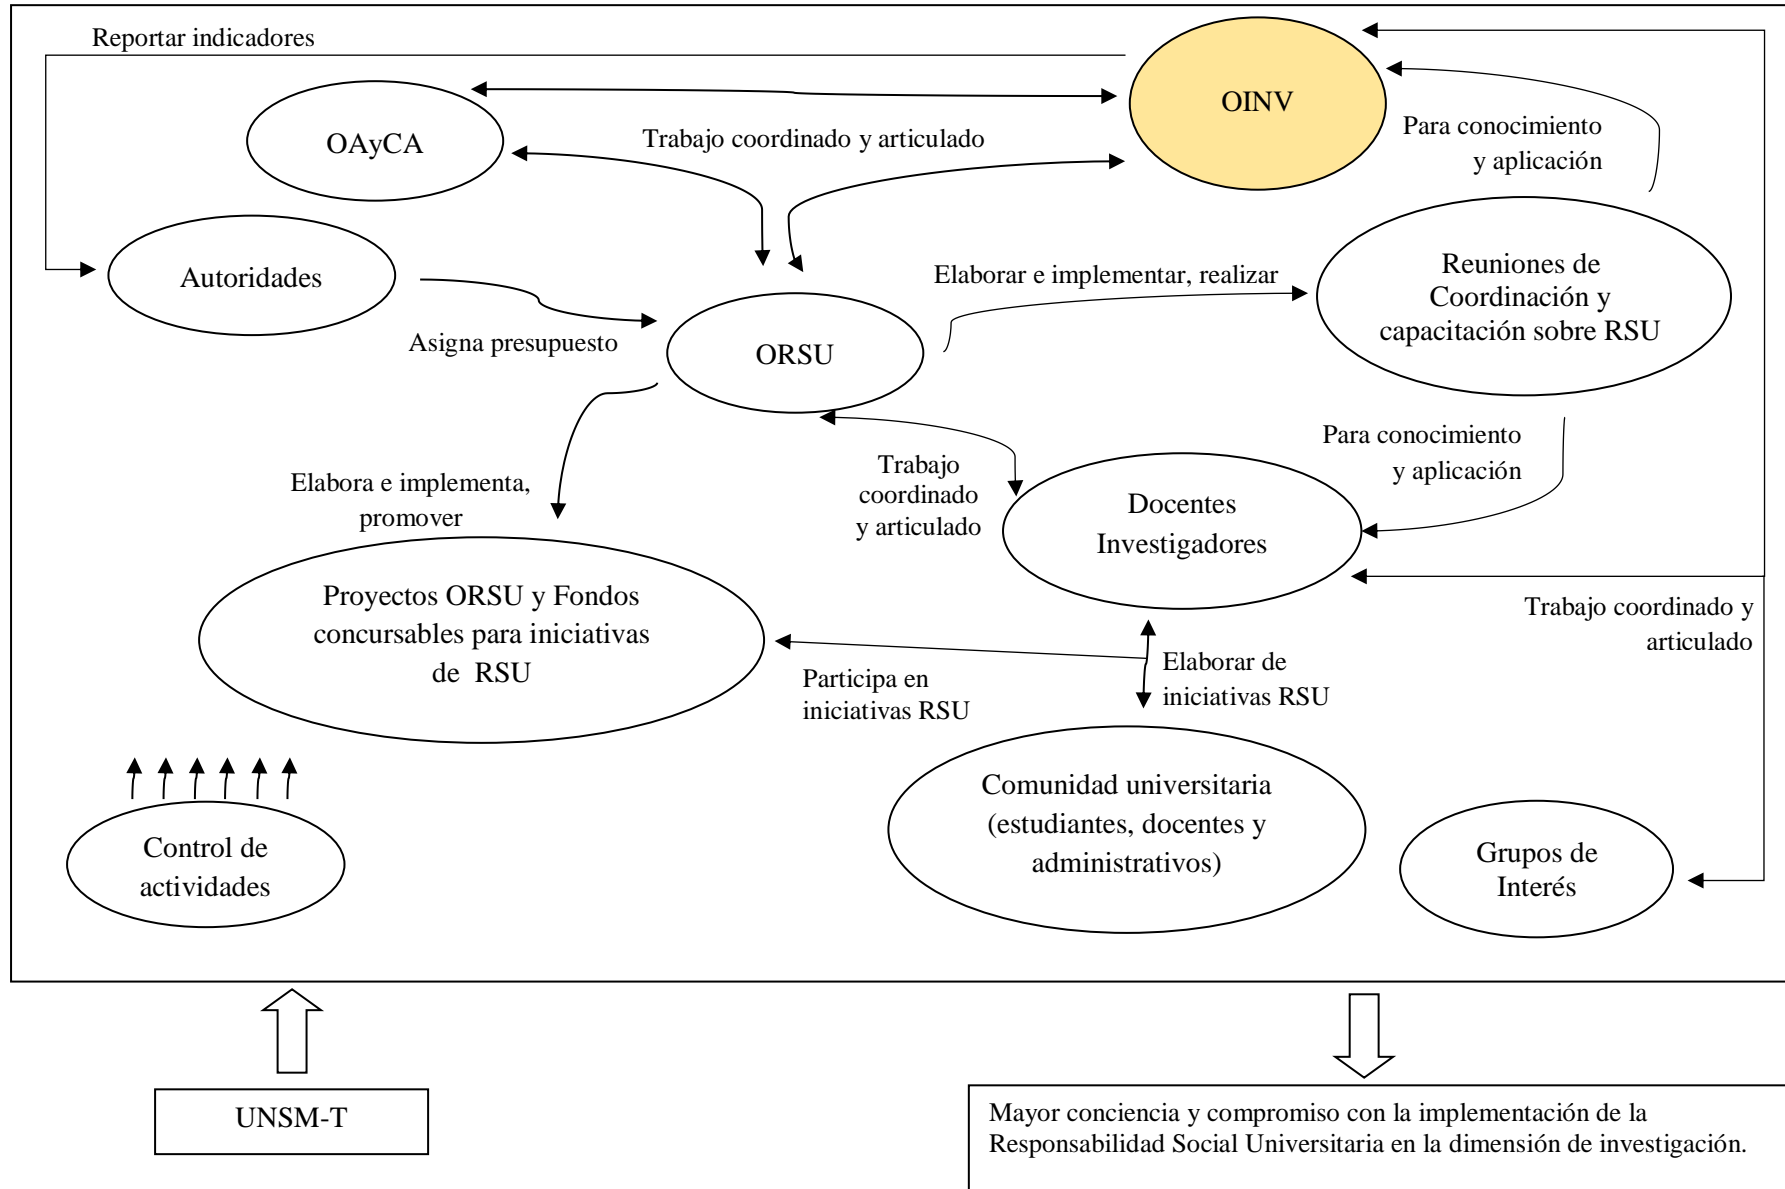 Reportar indicadores
OINV
OAyCA
Trabajo coordinado y articulado
Para conocimiento
y aplicación
Autoridades
Elaborar e implementar, realizar
Reuniones de
Coordinación y
capacitación sobre RSU
Asigna presupuesto
ORSU
Para conocimiento
y aplicación
Trabajo
coordinado
y articulado
Elabora e implementa,
promover
Docentes
Investigadores
Proyectos ORSU y Fondos
concursables para iniciativas
de RSU
Trabajo coordinado y
articulado
Participa en
iniciativas RSU
Elaborar de
iniciativas RSU
Comunidad universitaria
(estudiantes, docentes y
administrativos)
Control de
actividades
Grupos de
Interés
UNSM-T
Mayor conciencia y compromiso con la implementación de la
Responsabilidad Social Universitaria en la dimensión de investigación.